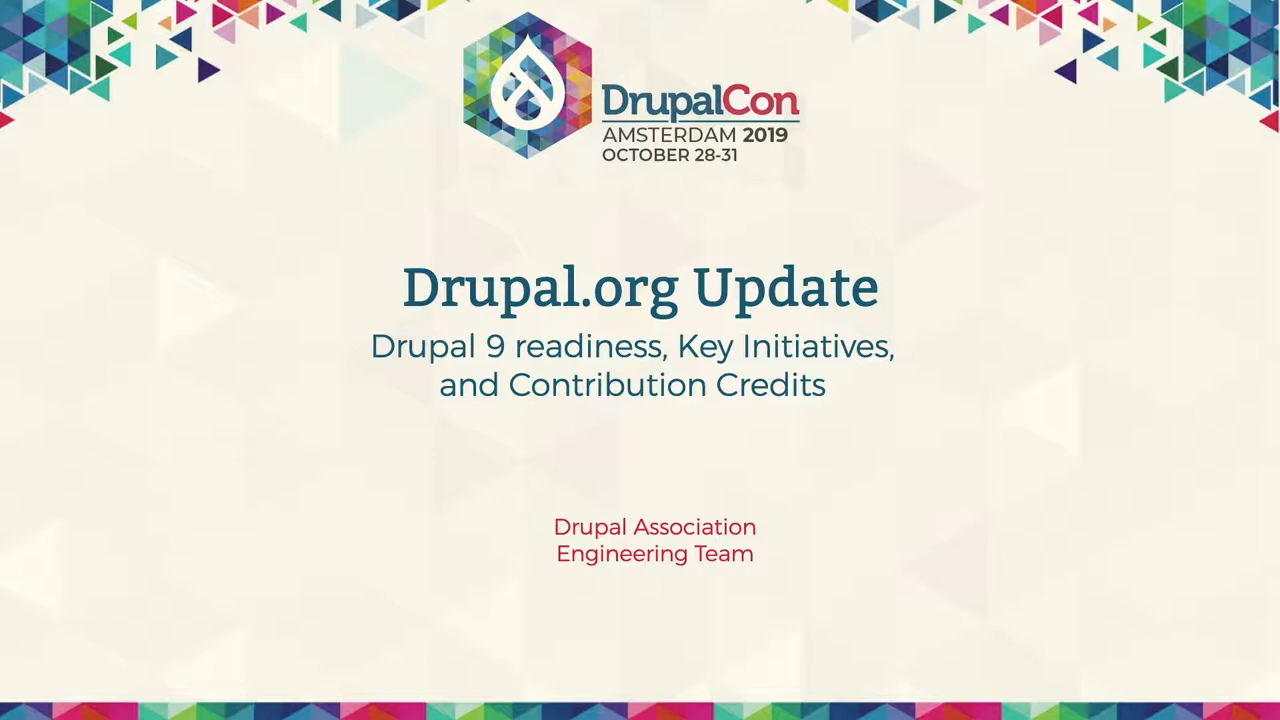 DrupalCon
AMSTERDAM 2019
OCTOBER 28-31
Drupal.org Update
Drupal 9 readiness, Key Initiatives,
and Contribution Credits
Drupal Association
Engineering Team